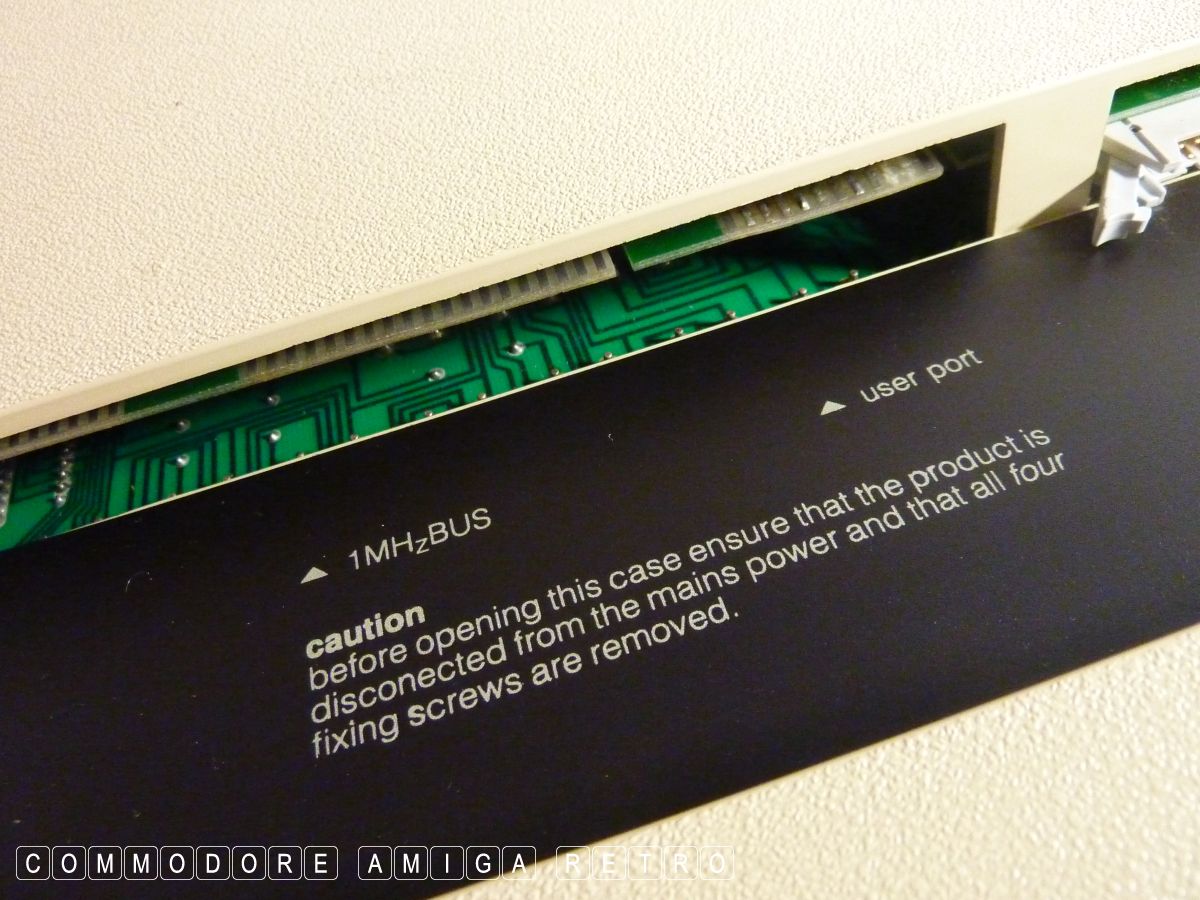 user port
1MHzBUS
caution
before opening this case ensure that the product is
disconected from the mains power and that all four
fixing screws are removed.
COMMODORE AMIGA RETRO